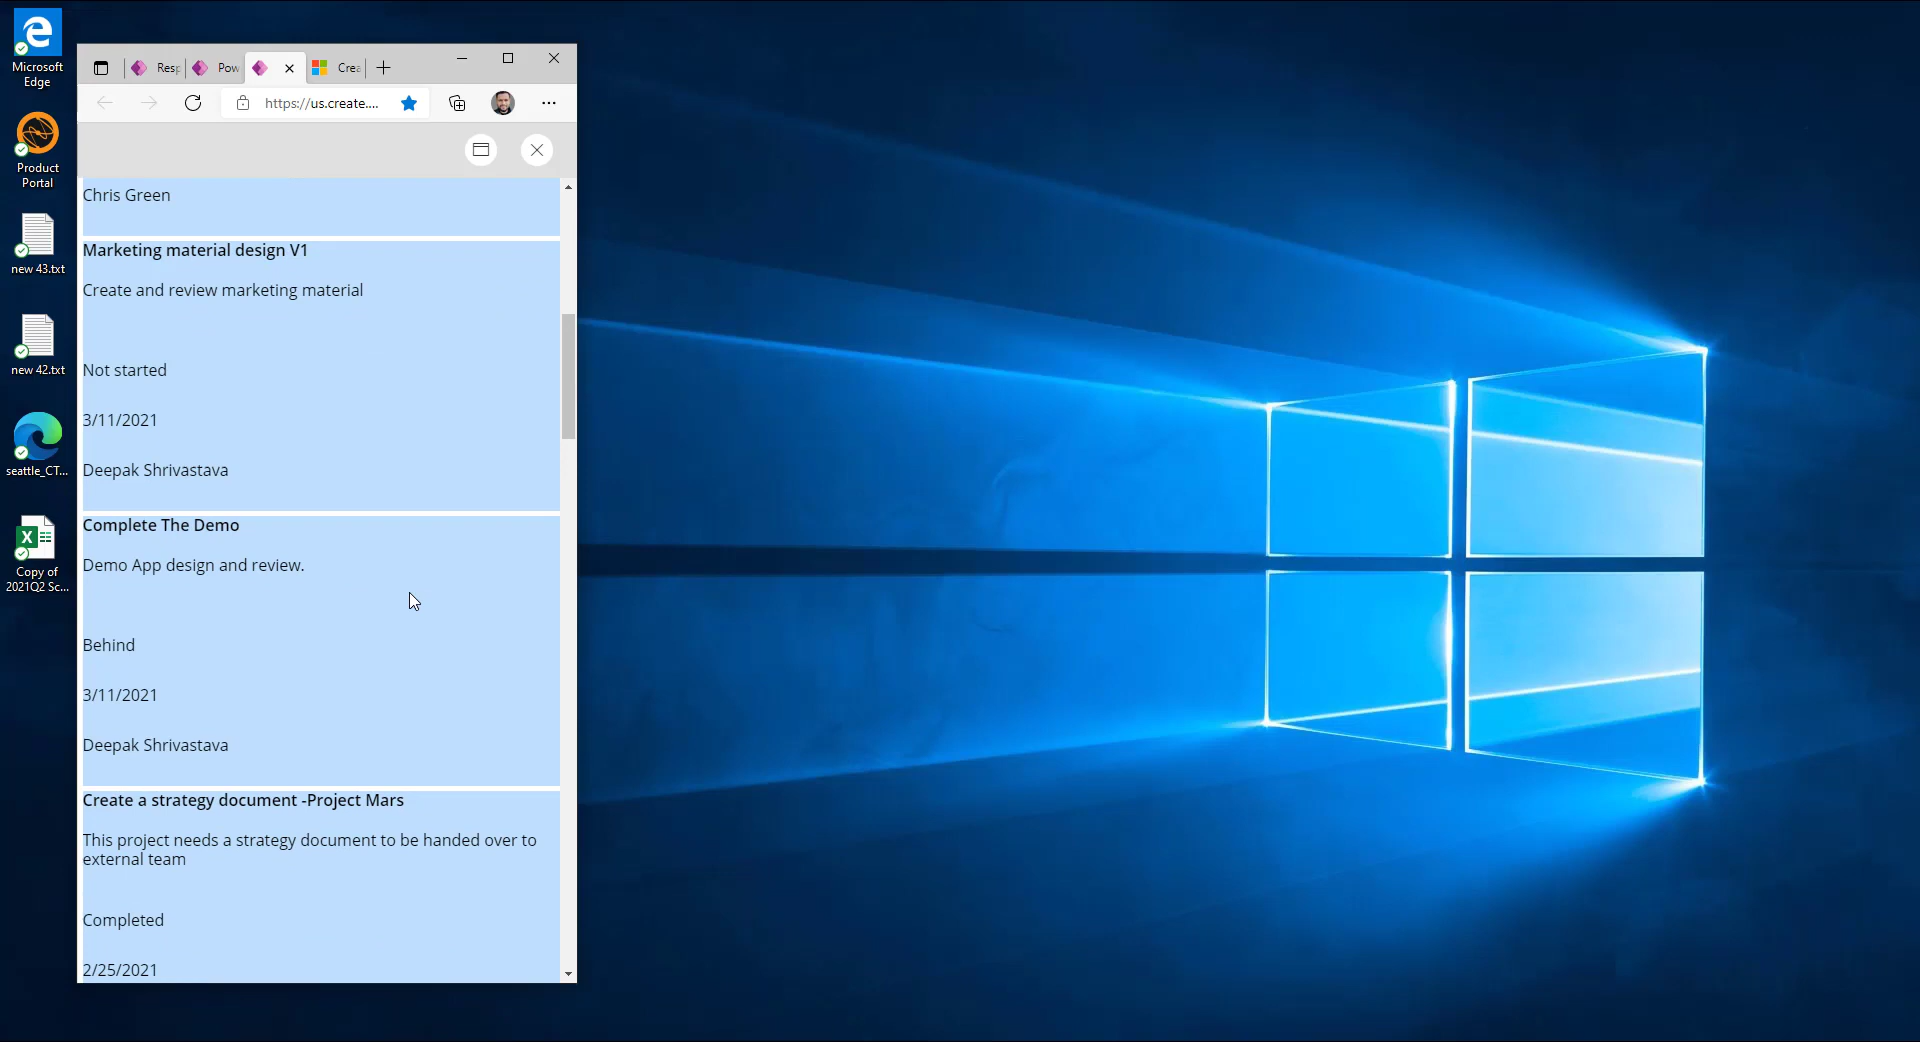 Microsoft
Edge
Product
Portal
new 43.txt
new 42.txt
seattle_CT...
Copy of
2021Q2 Sc...
Resp
Pow
Crea
https://us.create....
Chris Green
Marketing material design V1
Create and review marketing material
Not started
3/11/2021
Deepak Shrivastava
Complete The Demo
Demo App design and review.
Behind
3/11/2021
Deepak Shrivastava
Create a strategy document -Project Mars
This project needs a strategy document to be handed over to
external team
Completed
2/25/2021